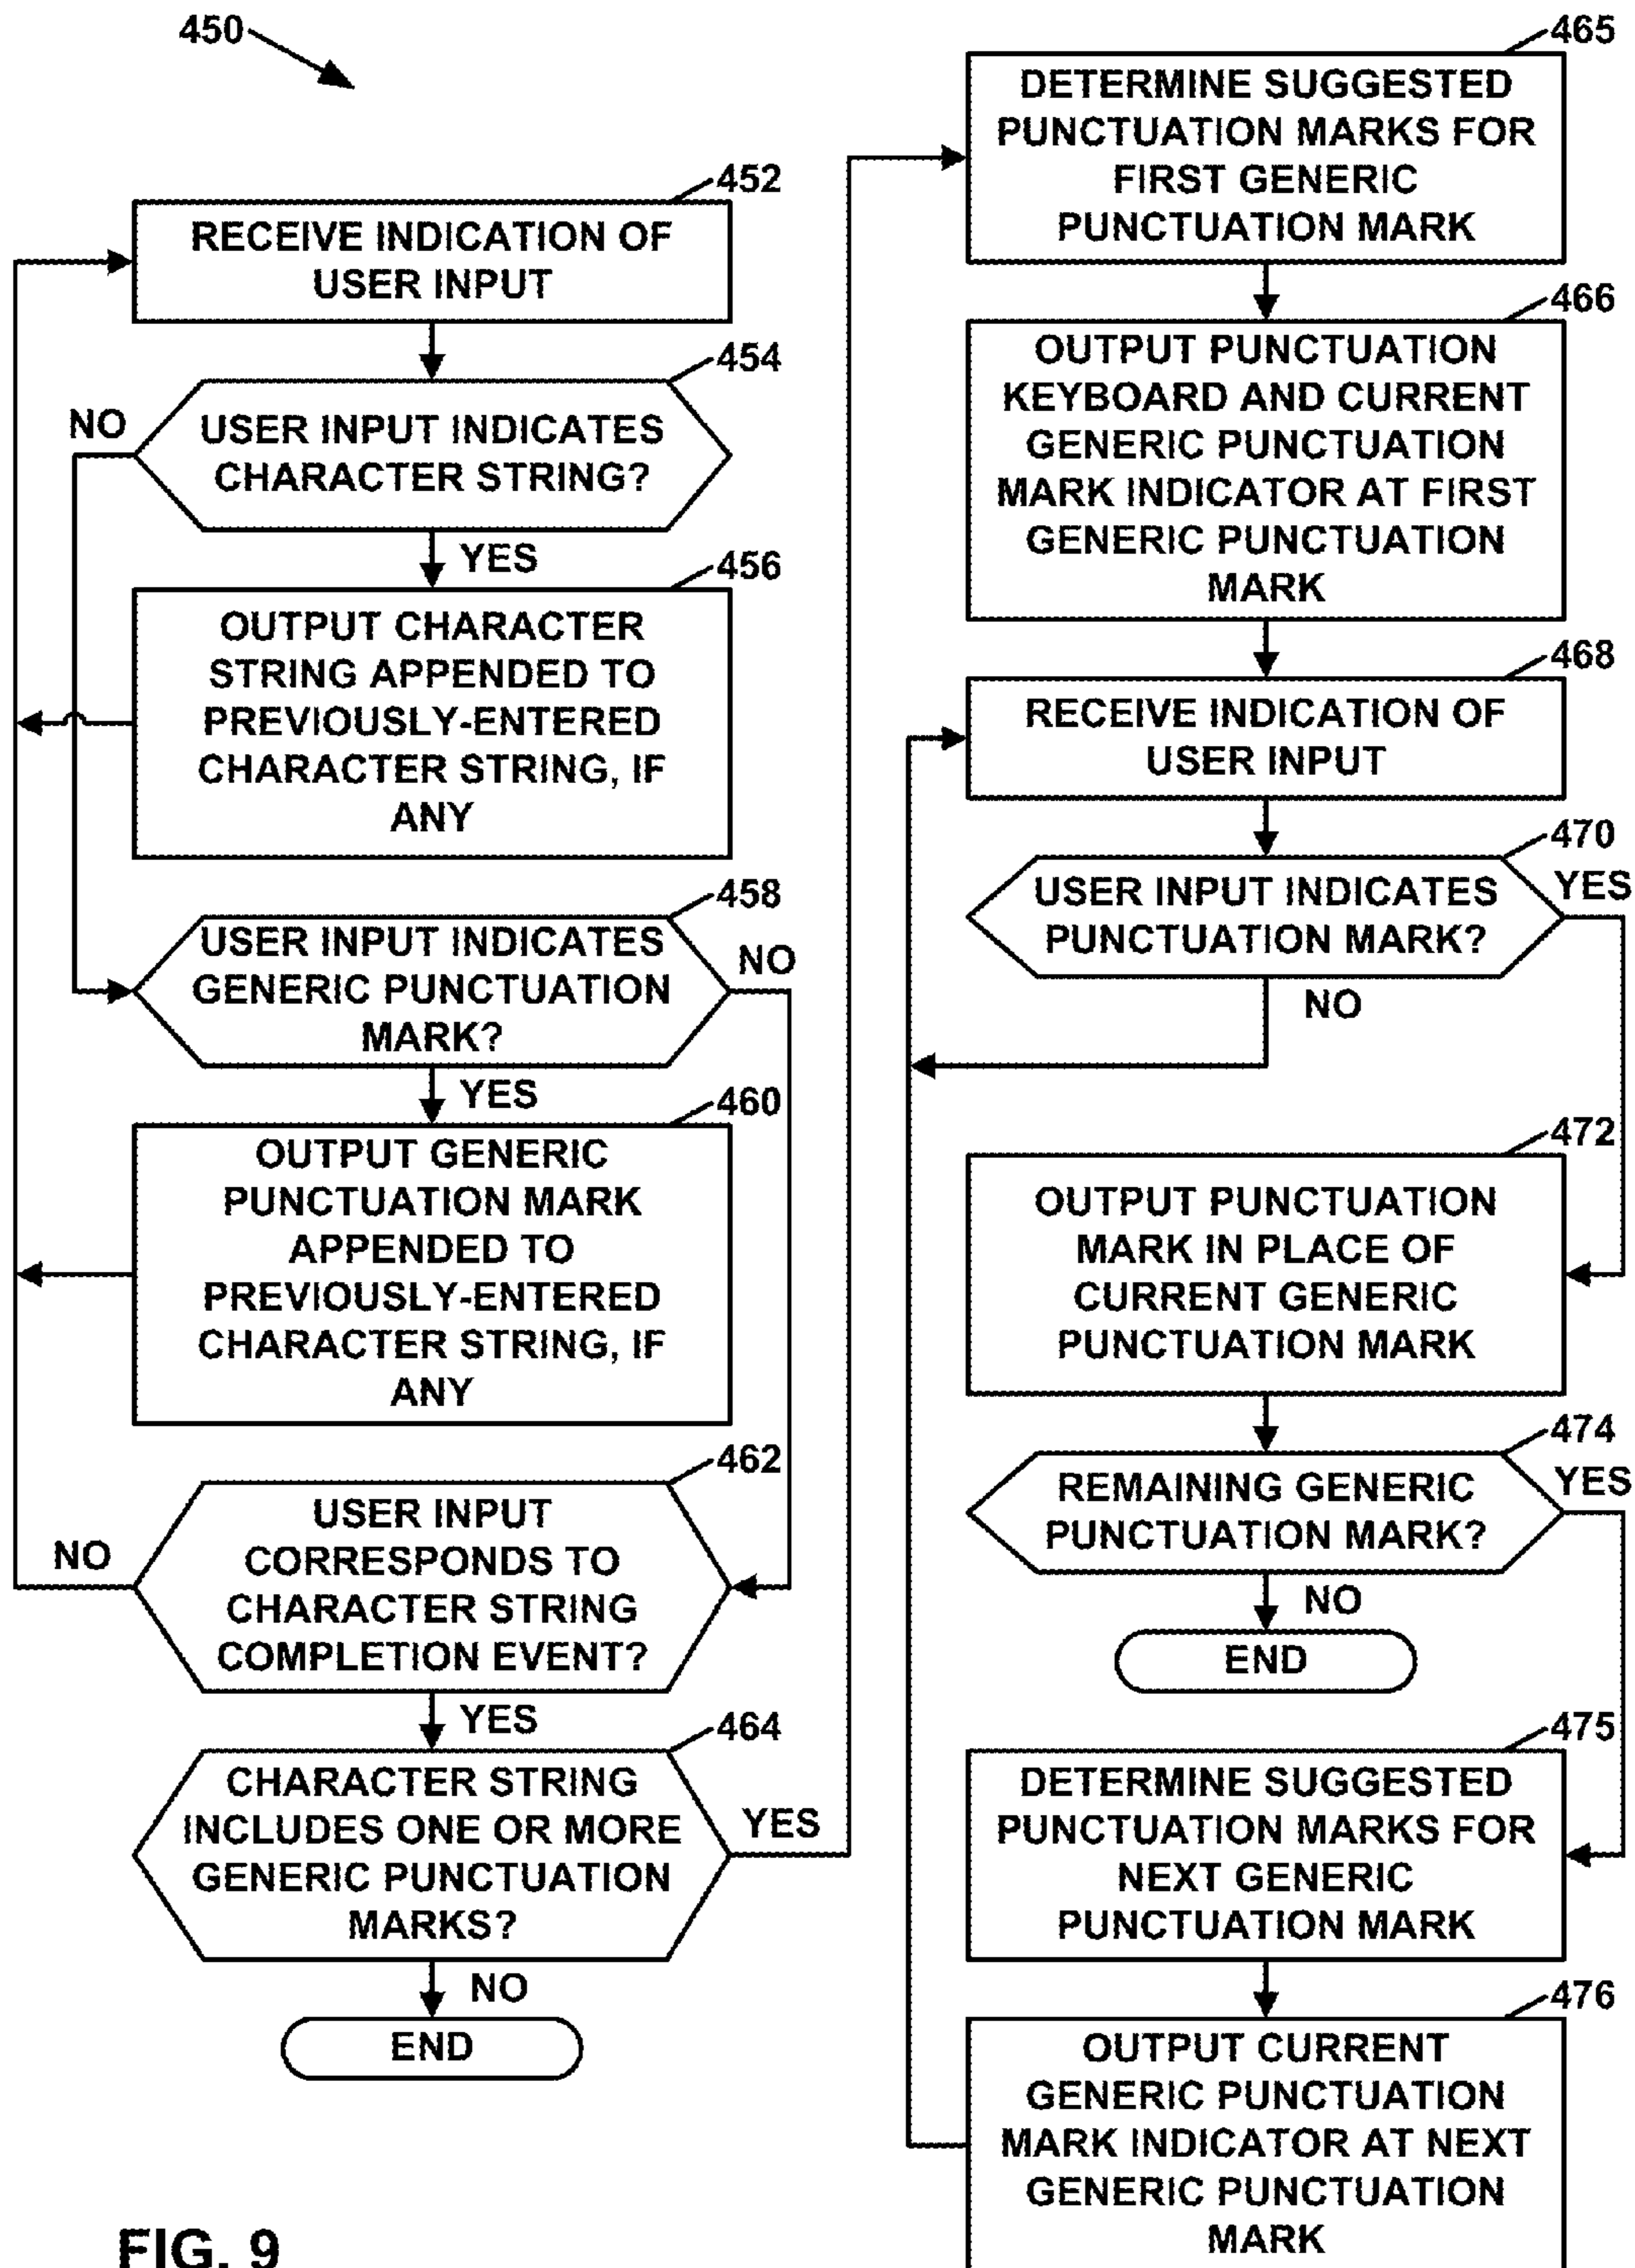 450
452
RECEIVE INDICATION OF
USER INPUT
454
NO
USER INPUT INDICATES
CHARACTER STRING?
YES
456
OUTPUT CHARACTER
STRING APPENDED TO
PREVIOUSLY-ENTERED
CHARACTER STRING, IF
ANY
458
USER INPUT INDICATES
GENERIC PUNCTUATION
MARK?
NO
YES
460
OUTPUT GENERIC
PUNCTUATION MARK
APPENDED TO
PREVIOUSLY-ENTERED
CHARACTER STRING, IF
ANY
462
USER INPUT
CORRESPONDS TO
CHARACTER STRING
COMPLETION EVENT?
NO
YES
464
CHARACTER STRING
INCLUDES ONE OR MORE
GENERIC PUNCTUATION
MARKS?
YES
NO
END
465
DETERMINE SUGGESTED
PUNCTUATION MARKS FOR
FIRST GENERIC
PUNCTUATION MARK
466
OUTPUT PUNCTUATION
KEYBOARD AND CURRENT
GENERIC PUNCTUATION
MARK INDICATOR AT FIRST
GENERIC PUNCTUATION
MARK
468
RECEIVE INDICATION OF
USER INPUT
470
USER INPUT INDICATES
PUNCTUATION MARK?
YES
NO
472
OUTPUT PUNCTUATION
MARK IN PLACE OF
CURRENT GENERIC
PUNCTUATION MARK
474
REMAINING GENERIC
PUNCTUATION MARK?
YES
NO
END
475
DETERMINE SUGGESTED
PUNCTUATION MARKS FOR
NEXT GENERIC
PUNCTUATION MARK
476
OUTPUT CURRENT
GENERIC PUNCTUATION
MARK INDICATOR AT NEXT
GENERIC PUNCTUATION
MARK
FIG. 9